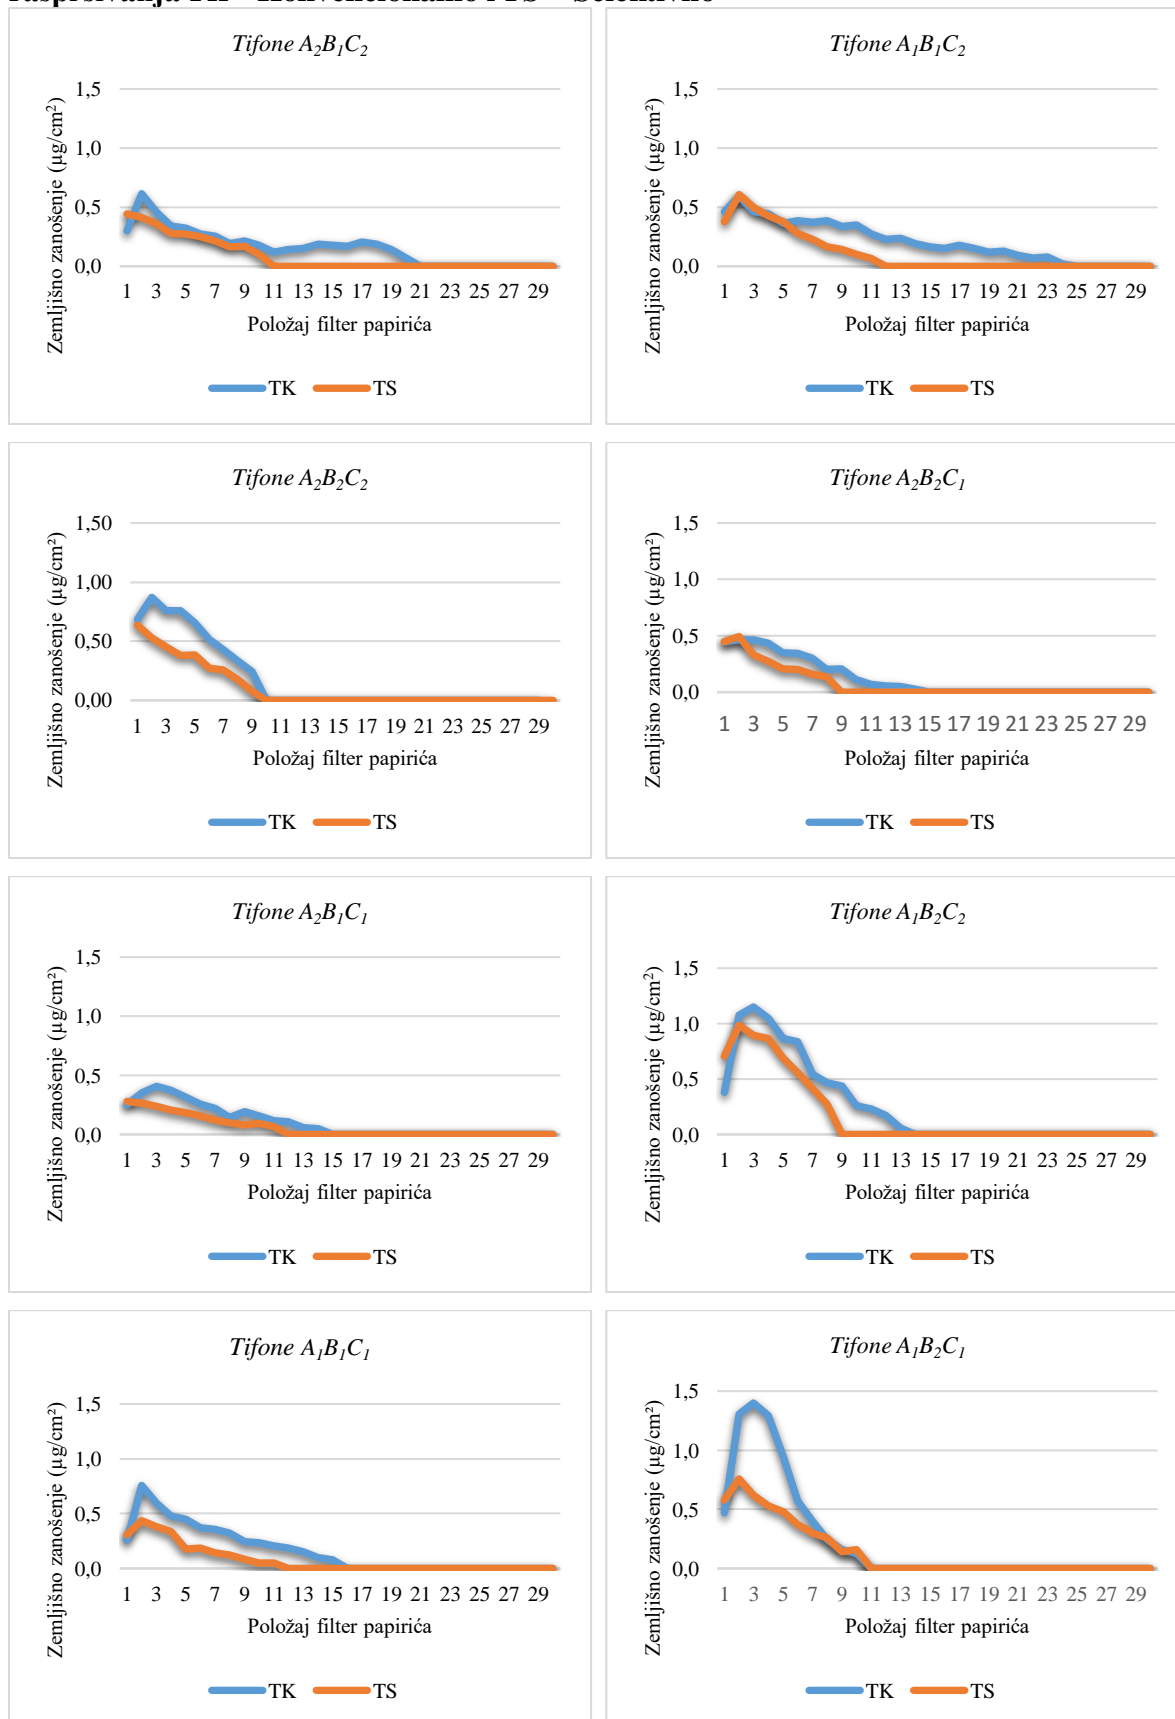 Tifone A₂B₁C₂
Zemljišno zanošenje (µg/cm²)
1,5
1,0
0,5
0,0
1 3 5 7 9 11 13 15 17 19 21 23 25 27 29
Položaj filter papirića
TK TS
Tifone A₁B₁C₂
Zemljišno zanošenje (µg/cm²)
1,5
1,0
0,5
0,0
1 3 5 7 9 11 13 15 17 19 21 23 25 27 29
Položaj filter papirića
TK TS
Tifone A₂B₂C₂
Zemljišno zanošenje (µg/cm²)
1,50
1,00
0,50
0,00
1 3 5 7 9 11 13 15 17 19 21 23 25 27 29
Položaj filter papirića
TK TS
Tifone A₂B₂C₁
Zemljišno zanošenje (µg/cm²)
1,5
1,0
0,5
0,0
1 3 5 7 9 11 13 15 17 19 21 23 25 27 29
Položaj filter papirića
TK TS
Tifone A₂B₁C₁
Zemljišno zanošenje (µg/cm²)
1,5
1,0
0,5
0,0
1 3 5 7 9 11 13 15 17 19 21 23 25 27 29
Položaj filter papirića
TK TS
Tifone A₁B₂C₂
Zemljišno zanošenje (µg/cm²)
1,5
1,0
0,5
0,0
1 3 5 7 9 11 13 15 17 19 21 23 25 27 29
Položaj filter papirića
TK TS
Tifone A₁B₁C₁
Zemljišno zanošenje (µg/cm²)
1,5
1,0
0,5
0,0
1 3 5 7 9 11 13 15 17 19 21 23 25 27 29
Položaj filter papirića
TK TS
Tifone A₁B₂C₁
Zemljišno zanošenje (µg/cm²)
1,5
1,0
0,5
0,0
1 3 5 7 9 11 13 15 17 19 21 23 25 27 29
Položaj filter papirića
TK TS